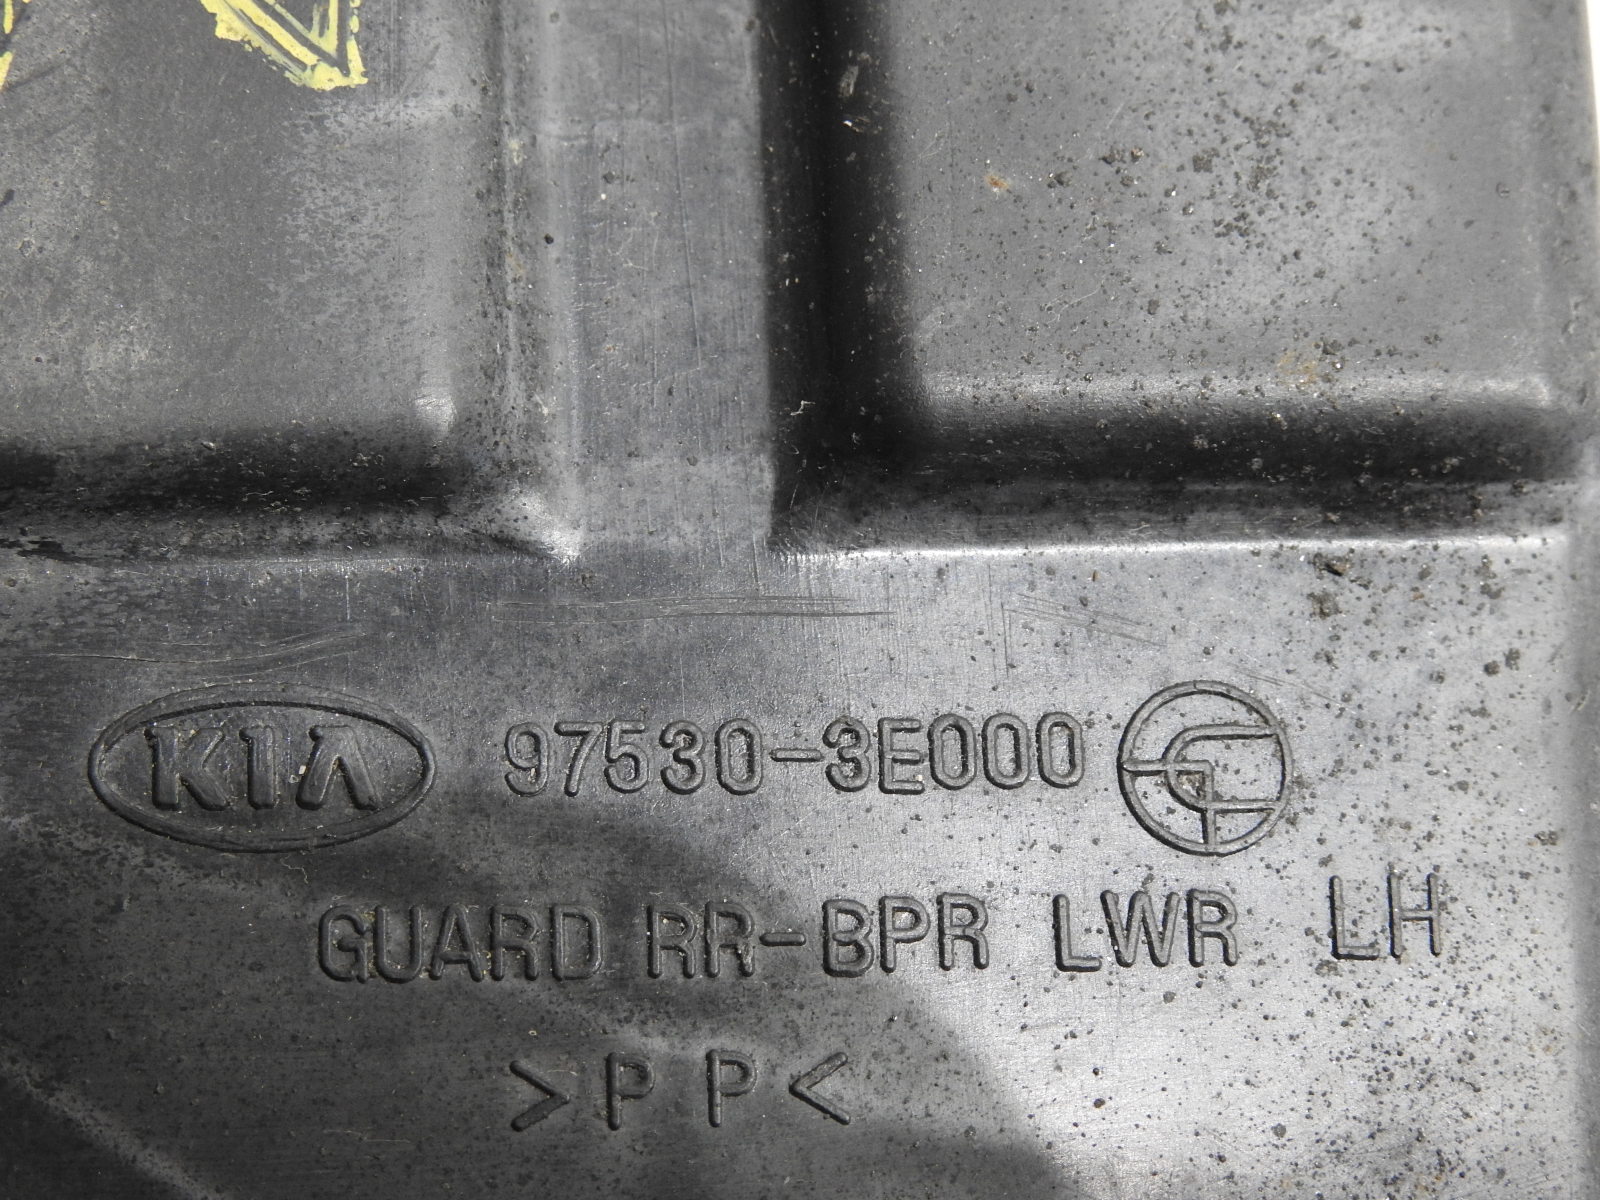 KIA 97530-3E000
GUARD RR-BPR LWR LH
>PP<